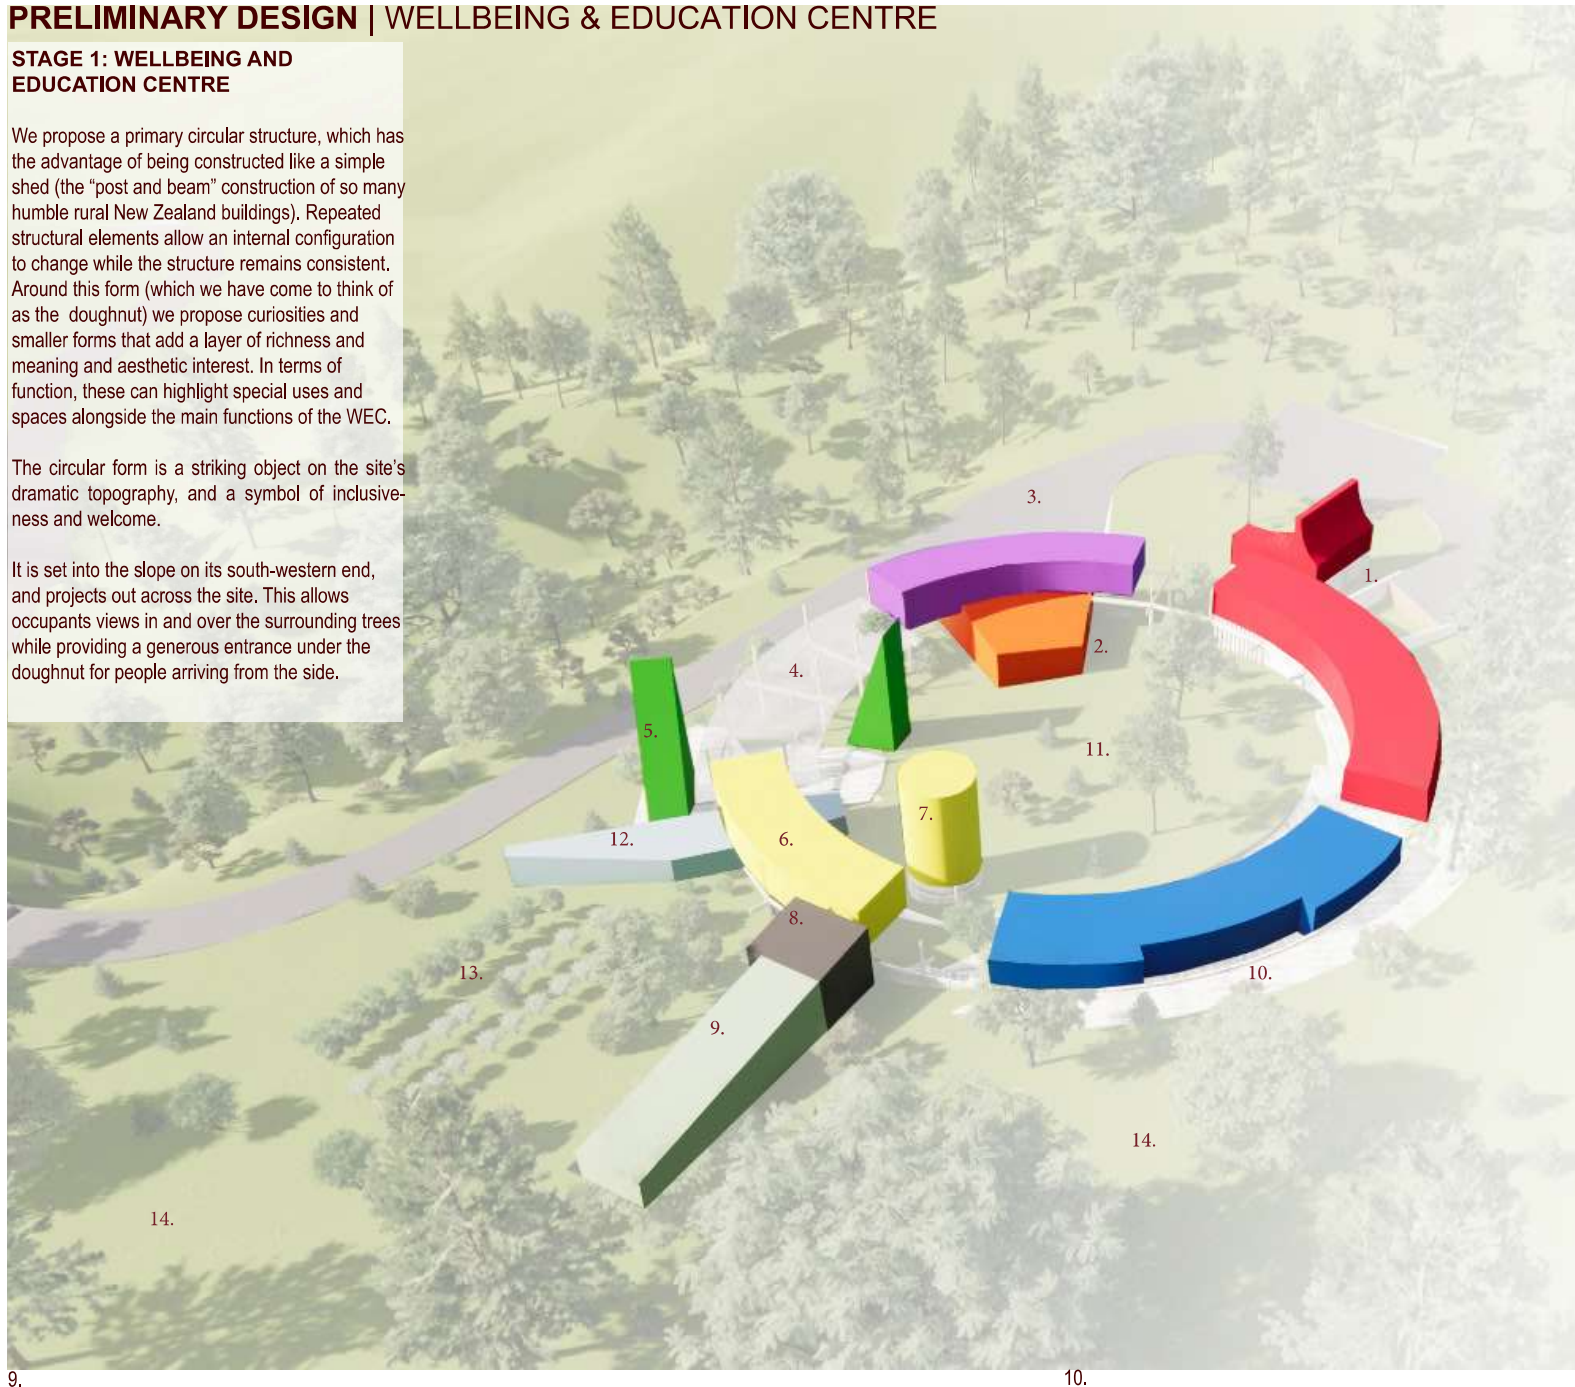 PRELIMINARY DESIGN | WELLBEING & EDUCATION CENTRE
STAGE 1: WELLBEING AND
EDUCATION CENTRE
We propose a primary circular structure, which has
the advantage of being constructed like a simple
shed (the “post and beam” construction of so many
humble rural New Zealand buildings). Repeated
structural elements allow an internal configuration
to change while the structure remains consistent.
Around this form (which we have come to think of
as the doughnut) we propose curiosities and
smaller forms that add a layer of richness and
meaning and aesthetic interest. In terms of
function, these can highlight special uses and
spaces alongside the main functions of the WEC.
The circular form is a striking object on the site’s
dramatic topography, and a symbol of inclusive-
ness and welcome.
It is set into the slope on its south-western end,
and projects out across the site. This allows
occupants views in and over the surrounding trees
while providing a generous entrance under the
doughnut for people arriving from the side.
3.
1.
2.
4.
5.
11.
7.
12.
6.
8.
13.
10.
9.
14.
14.
9.
10.